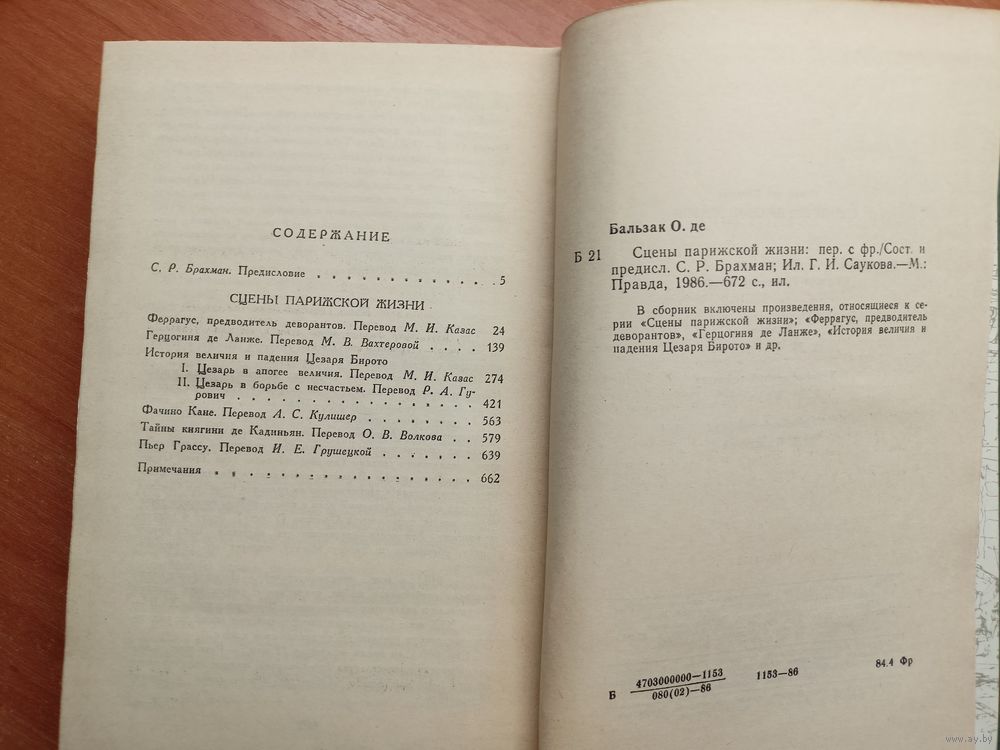 СОДЕРЖАНИЕ
С. Р. Брахман. Предисловие . . . . . . . . . . . . 5
СЦЕНЫ ПАРИЖСКОЙ ЖИЗНИ
Феррагус, предводитель деворантов. Перевод М. И. Казас 24
Герцогиня де Ланже. Перевод М. В. Вахтеровой . . . . 139
История величия и падения Цезаря Бирото
I. Цезарь в апогее величия. Перевод М. И. Казас 274
II. Цезарь в борьбе с несчастьем. Перевод Р. А. Гу-
рович . . . . . . . . . . . . . . . . 421
Фачино Кане. Перевод А. С. Кулишер . . . . . . . . 563
Тайны княгини де Кадиньян. Перевод О. В. Волкова . . 579
Пьер Грассу. Перевод И. Е. Грушецкой . . . . . . . 639
Примечания . . . . . . . . . . . . . . . . . 662
Бальзак О. де
Б 21 Сцены парижской жизни: пер. с фр./Сост. и
предисл. С. Р. Брахман; Ил. Г. И. Саукова.—М.:
Правда, 1986.—672 с., ил.
В сборник включены произведения, относящиеся к се-
рии «Сцены парижской жизни»; «Феррагус, предводитель
деворантов», «Герцогиня де Ланже», «История величия и
падения Цезаря Бирото» и др.
Б 4703000000—1153 1153—86 84.4 Фр
080(02)—86
www.ay.by